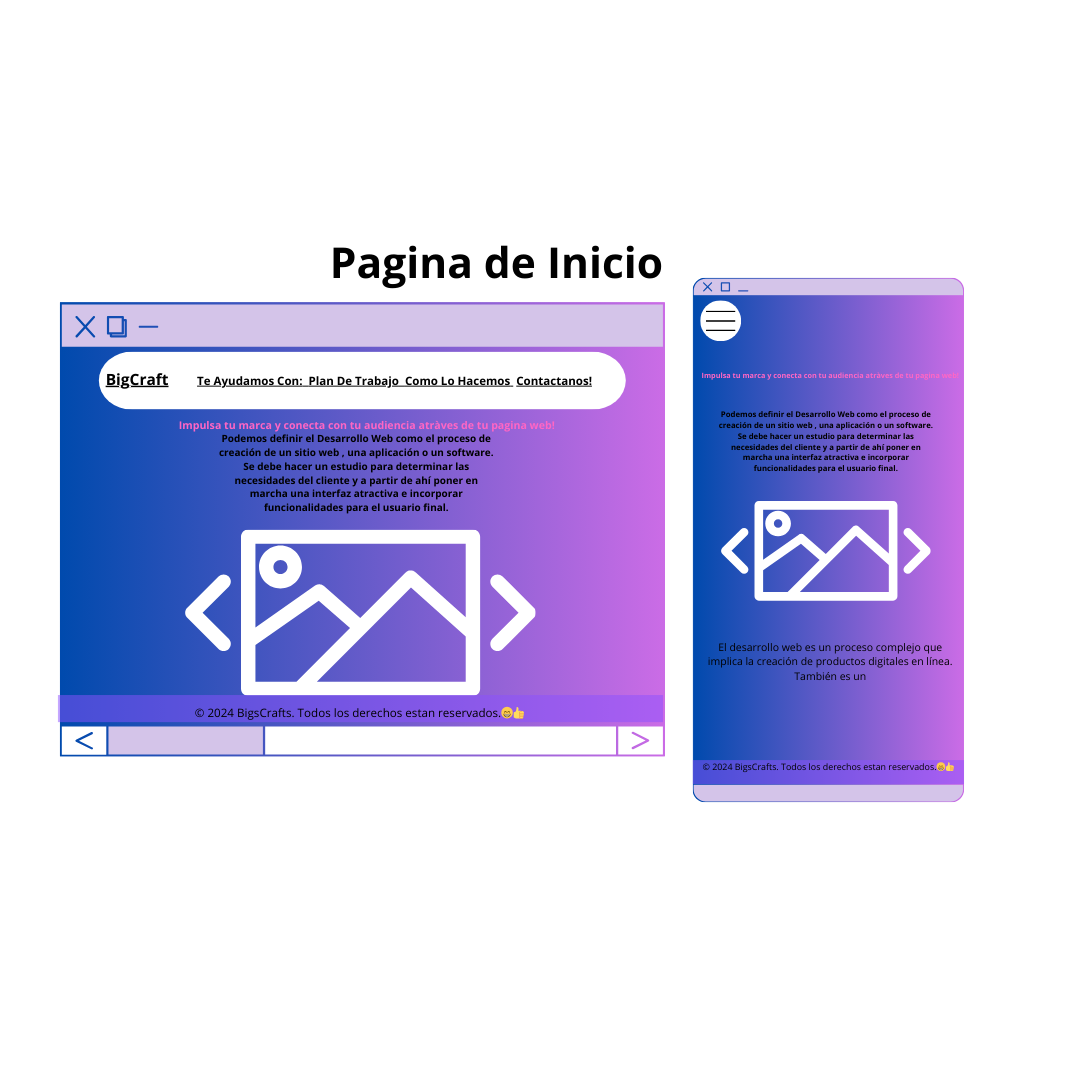 Pagina de Inicio
BigCraft
Te Ayudamos Con: Plan De Trabajo Como Lo Hacemos Contactanos!
Impulsa tu marca y conecta con tu audiencia atràves de tu pagina web!
Podemos definir el Desarrollo Web como el proceso de
creación de un sitio web , una aplicación o un software.
Se debe hacer un estudio para determinar las
necesidades del cliente y a partir de ahí poner en
marcha una interfaz atractiva e incorporar
funcionalidades para el usuario final.
© 2024 BigsCrafts. Todos los derechos estan reservados.😁👍
Impulsa tu marca y conecta con tu audiencia atràves de tu pagina web!
Podemos definir el Desarrollo Web como el proceso de
creación de un sitio web , una aplicación o un software.
Se debe hacer un estudio para determinar las
necesidades del cliente y a partir de ahí poner en
marcha una interfaz atractiva e incorporar
funcionalidades para el usuario final.
El desarrollo web es un proceso complejo que
implica la creación de productos digitales en línea.
También es un
© 2024 BigsCrafts. Todos los derechos estan reservados.😁👍